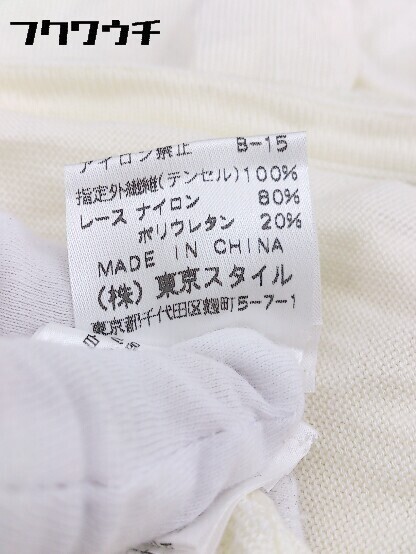 フクワウチ
アイロン禁止 B-15
指定外繊維(テンセル)100%
レース ナイロン 80%
ポリウレタン 20%
MADE IN CHINA
(株)東京スタイル
東京都千代田区麹町5-7-1